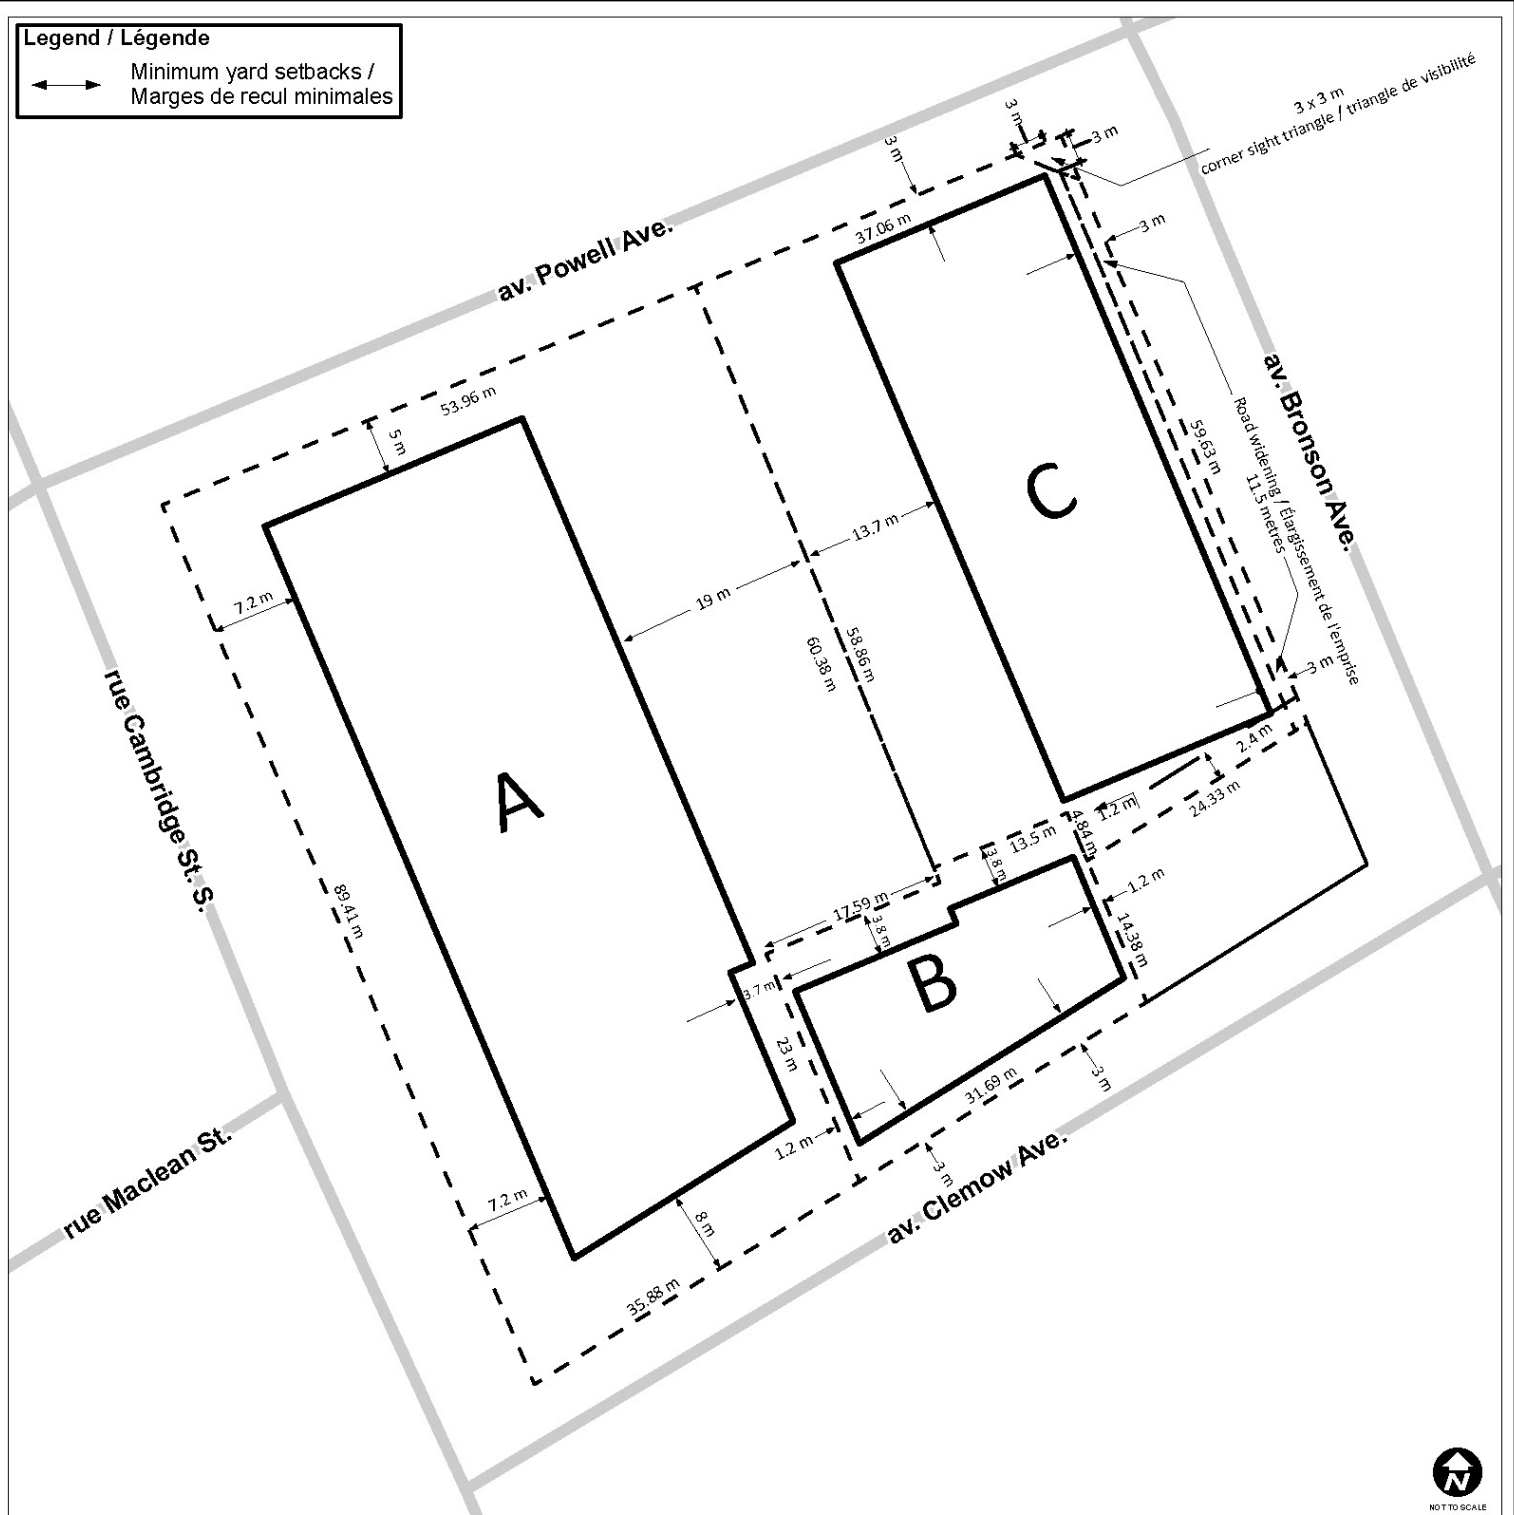 Legend / Légende
Minimum yard setbacks /
Marges de recul minimales
3 m
3 m
3 x 3 m
corner sight triangle / triangle de visibilité
3 m
37.06 m
3 m
av. Powell Ave.
53.96 m
5 m
av. Bronson Ave.
59.63 m
Road widening / Élargissement de l'emprise
11.5 metres
C
13.7 m
19 m
7.2 m
58.86 m
60.38 m
3 m
2.4 m
rue Cambridge St. S.
A
24.33 m
1.2 m
4.84 m
13.5 m
3.8 m
89.41 m
17.59 m
3.8 m
1.2 m
14.38 m
B
3.7 m
23 m
31.69 m
3 m
1.2 m
3 m
rue Maclean St.
av. Clemow Ave.
7.2 m
8 m
35.88 m
N
NOT TO SCALE